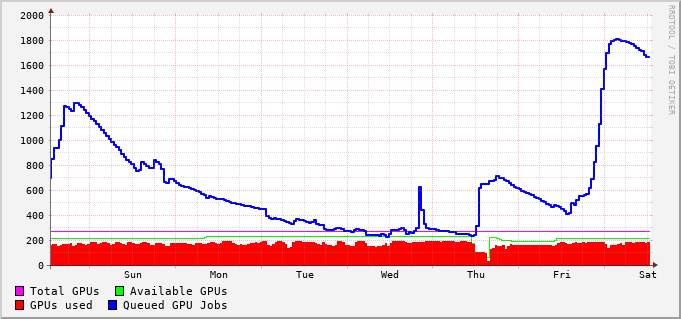 2000
1800
1600
1400
1200
1000
800
600
400
200
0
Sun Mon Tue Wed Thu Fri Sat
Total GPUs Available GPUs
GPUs used Queued GPU Jobs
RRDTOOL / TOBI OETIKER